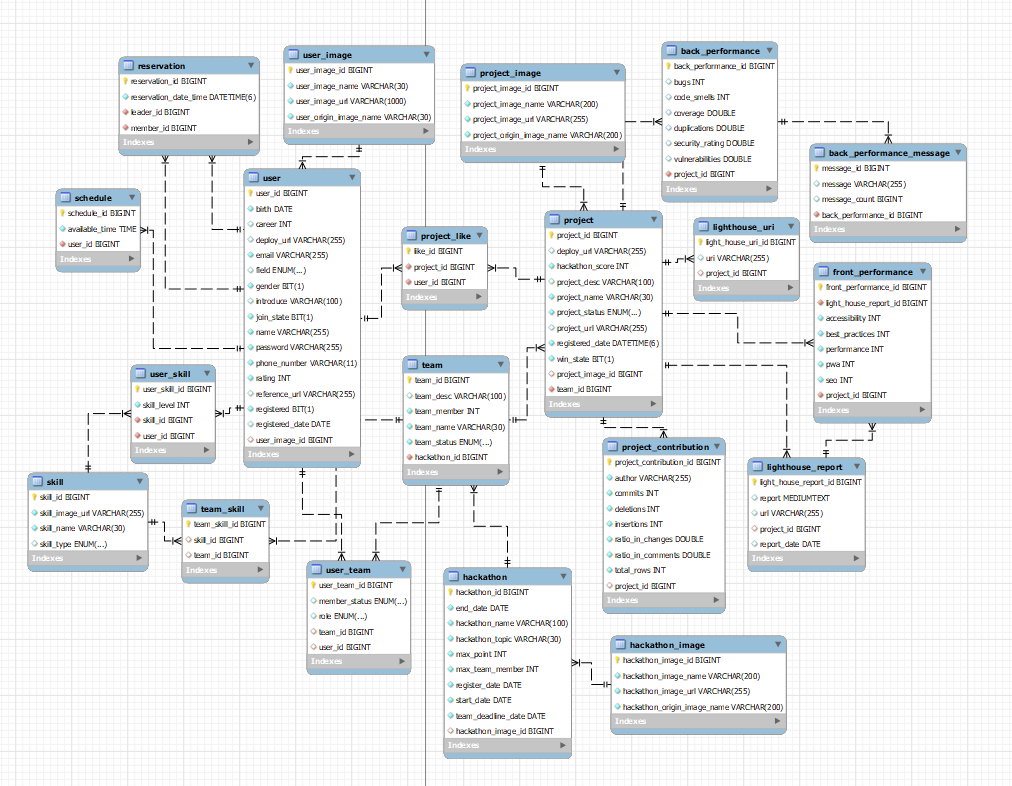 reservation
reservation_id BIGINT
reservation_date_time DATETIME(6)
leader_id BIGINT
member_id BIGINT
Indexes
user_image
user_image_id BIGINT
user_image_name VARCHAR(30)
user_image_url VARCHAR(1000)
user_origin_image_name VARCHAR(30)
Indexes
project_image
project_image_id BIGINT
project_image_name VARCHAR(200)
project_image_url VARCHAR(255)
project_origin_image_name VARCHAR(200)
Indexes
back_performance
back_performance_id BIGINT
bugs INT
code_smells INT
coverage DOUBLE
duplications DOUBLE
security_rating DOUBLE
vulnerabilities DOUBLE
project_id BIGINT
Indexes
back_performance_message
message_id BIGINT
message VARCHAR(255)
message_count BIGINT
back_performance_id BIGINT
Indexes
schedule
schedule_id BIGINT
available_time TIME
user_id BIGINT
Indexes
user
user_id BIGINT
birth DATE
career INT
deploy_url VARCHAR(255)
email VARCHAR(255)
field ENUM(...)
gender BIT(1)
introduce VARCHAR(100)
join_state BIT(1)
name VARCHAR(255)
password VARCHAR(255)
phone_number VARCHAR(11)
rating INT
reference_url VARCHAR(255)
registered BIT(1)
registered_date DATE
user_image_id BIGINT
Indexes
project_like
like_id BIGINT
project_id BIGINT
user_id BIGINT
Indexes
project
project_id BIGINT
deploy_url VARCHAR(255)
hackathon_score INT
project_desc VARCHAR(100)
project_name VARCHAR(30)
project_status ENUM(...)
project_url VARCHAR(255)
registered_date DATETIME(6)
win_state BIT(1)
project_image_id BIGINT
team_id BIGINT
Indexes
lighthouse_uri
light_house_uri_id BIGINT
uri VARCHAR(255)
project_id BIGINT
Indexes
front_performance
front_performance_id BIGINT
light_house_report_id BIGINT
accessibility INT
best_practices INT
performance INT
pwa INT
seo INT
project_id BIGINT
Indexes
user_skill
user_skill_id BIGINT
skill_level INT
skill_id BIGINT
user_id BIGINT
Indexes
team
team_id BIGINT
team_desc VARCHAR(100)
team_member INT
team_name VARCHAR(30)
team_status ENUM(...)
hackathon_id BIGINT
Indexes
skill
skill_id BIGINT
skill_image_url VARCHAR(255)
skill_name VARCHAR(30)
skill_type ENUM(...)
Indexes
team_skill
team_skill_id BIGINT
skill_id BIGINT
team_id BIGINT
Indexes
project_contribution
project_contribution_id BIGINT
author VARCHAR(255)
commits INT
deletions INT
insertions INT
ratio_in_changes DOUBLE
ratio_in_comments DOUBLE
total_rows INT
project_id BIGINT
Indexes
lighthouse_report
light_house_report_id BIGINT
report MEDIUMTEXT
url VARCHAR(255)
project_id BIGINT
report_date DATE
Indexes
user_team
user_team_id BIGINT
member_status ENUM(...)
role ENUM(...)
team_id BIGINT
user_id BIGINT
Indexes
hackathon
hackathon_id BIGINT
end_date DATE
hackathon_name VARCHAR(100)
hackathon_topic VARCHAR(30)
max_point INT
max_team_member INT
register_date DATE
start_date DATE
team_deadline_date DATE
hackathon_image_id BIGINT
Indexes
hackathon_image
hackathon_image_id BIGINT
hackathon_image_name VARCHAR(200)
hackathon_image_url VARCHAR(255)
hackathon_origin_image_name VARCHAR(200)
Indexes